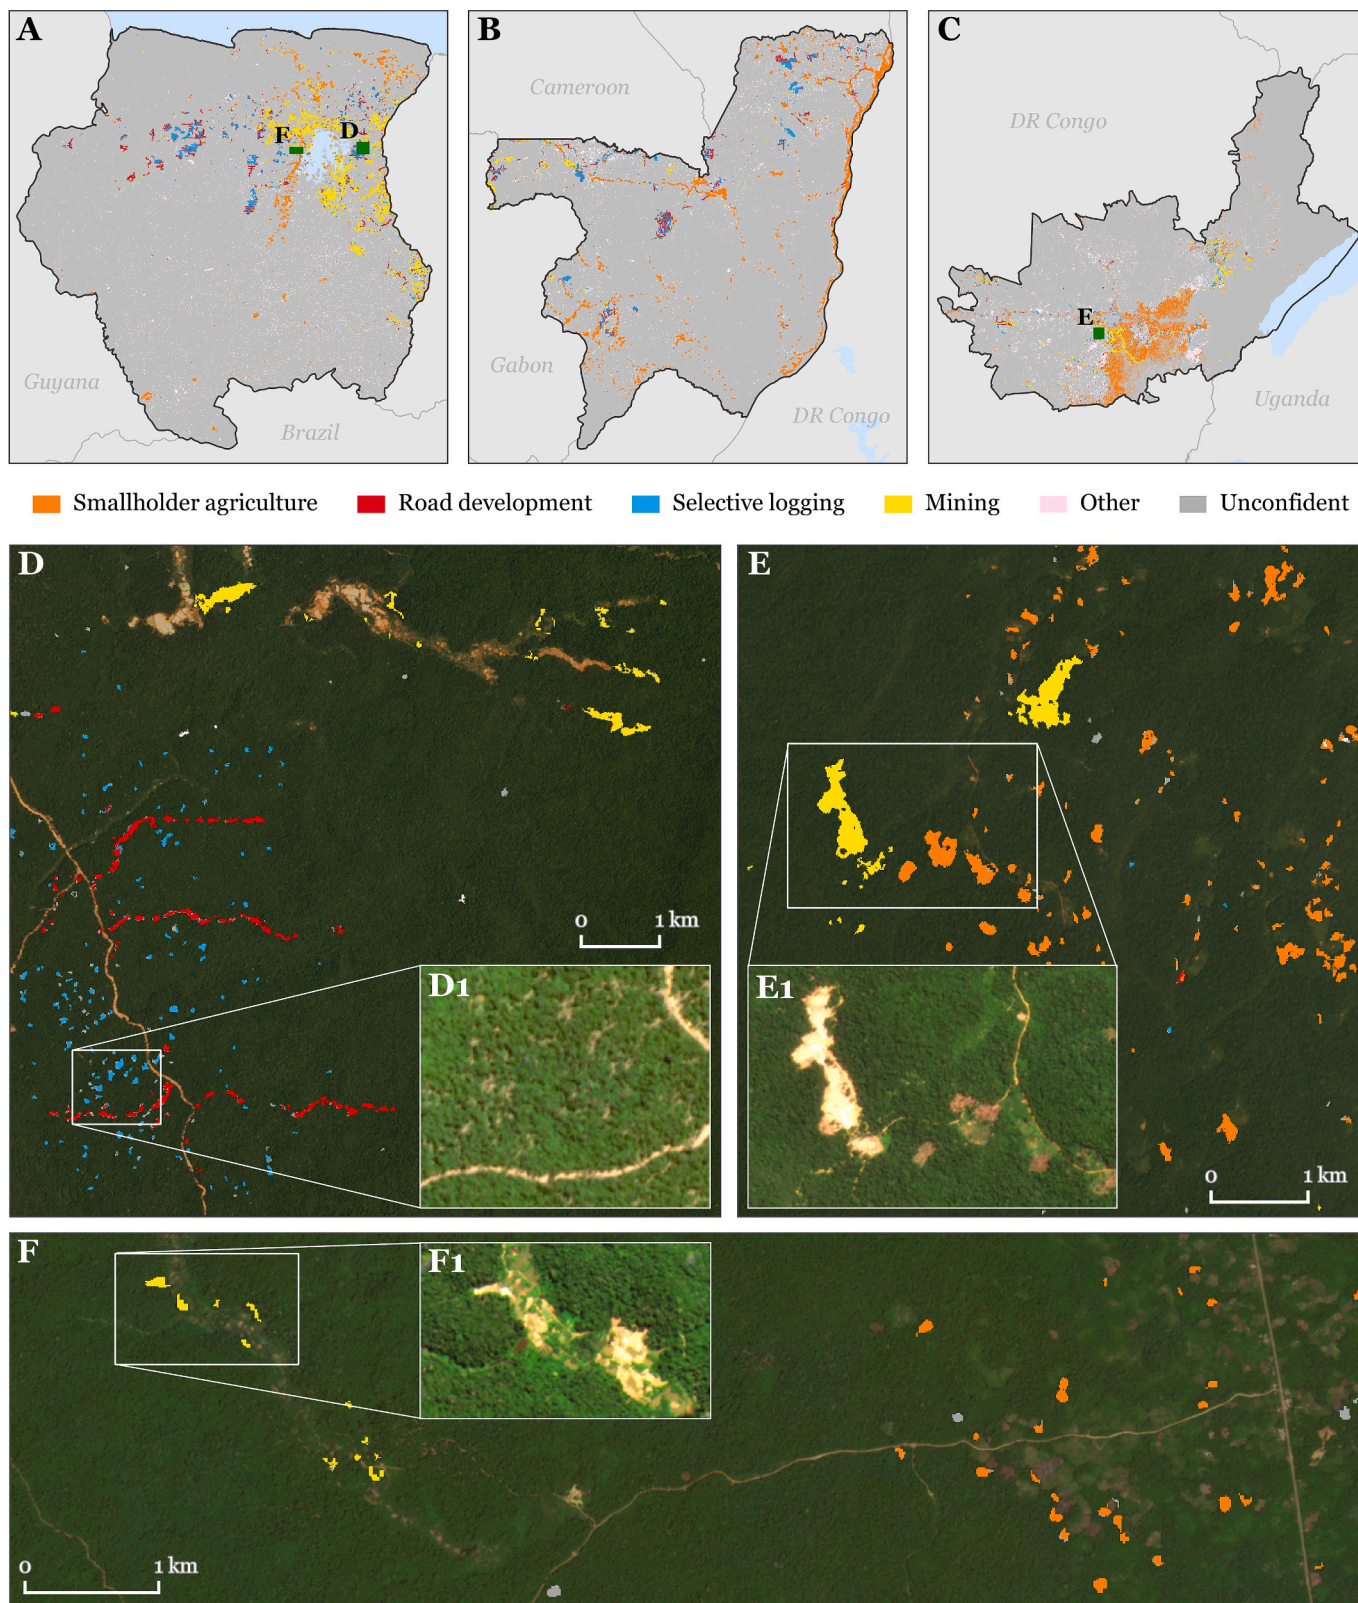 A
F
D
Guyana
Brazil
B
Cameroon
Gabon
DR Congo
C
DR Congo
E
Uganda
Smallholder agriculture
Road development
Selective logging
Mining
Other
Unconfident
D
0 1 km
D1
E
E1
0 1 km
F
F1
0 1 km